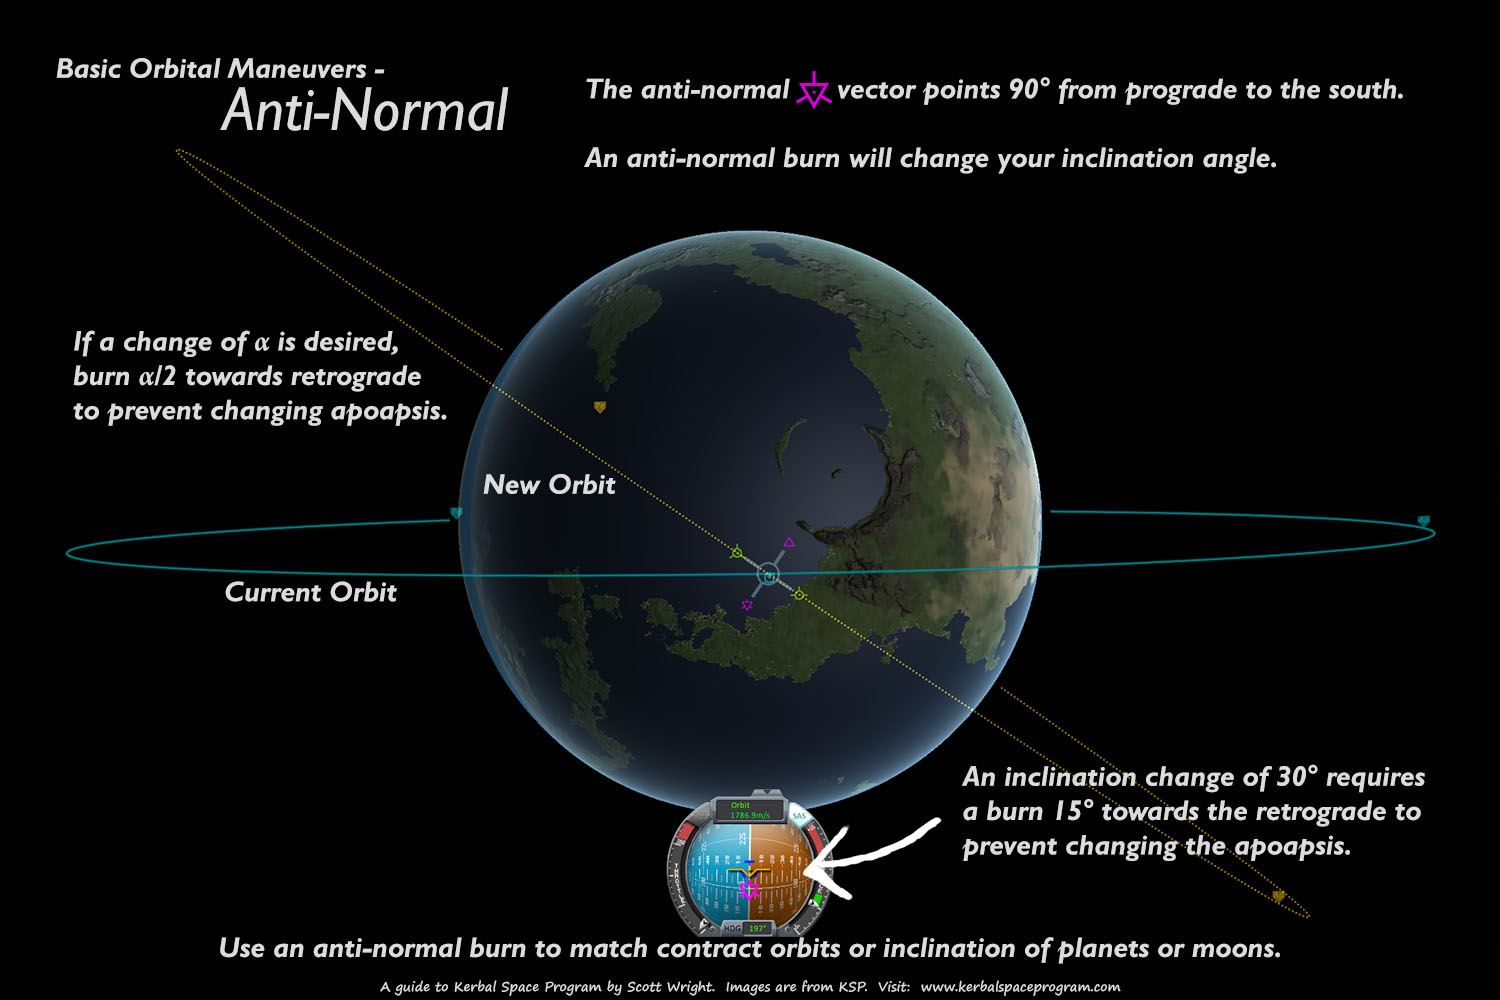 Basic Orbital Maneuvers -
Anti-Normal
The anti-normal vector points 90° from prograde to the south.
An anti-normal burn will change your inclination angle.
If a change of α is desired,
burn α/2 towards retrograde
to prevent changing apoapsis.
New Orbit
Current Orbit
An inclination change of 30° requires
a burn 15° towards the retrograde to
prevent changing the apoapsis.
Orbit
1786.9m/s
SAS
225
HDG 197°
Use an anti-normal burn to match contract orbits or inclination of planets or moons.
A guide to Kerbal Space Program by Scott Wright. Images are from KSP. Visit: www.kerbalspaceprogram.com